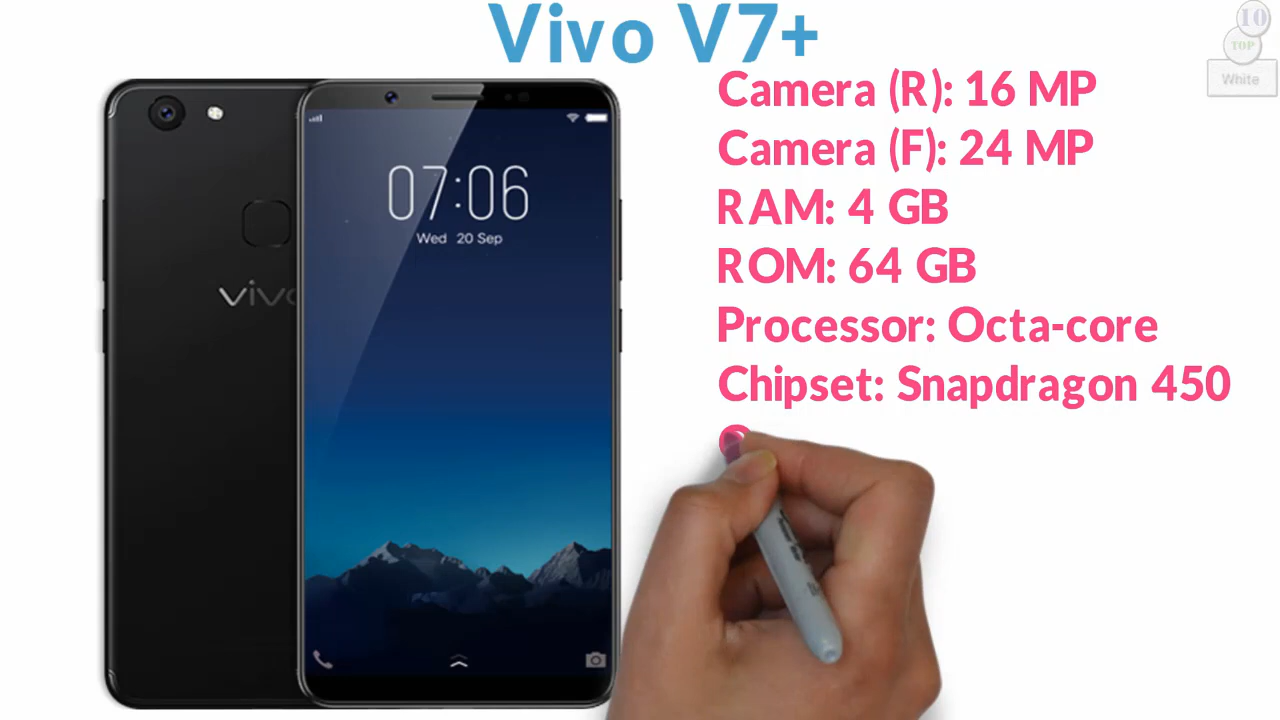 Vivo V7+
10
TOP
White
Camera (R): 16 MP
Camera (F): 24 MP
RAM: 4 GB
ROM: 64 GB
Processor: Octa-core
Chipset: Snapdragon 450
07:06
Wed 20 Sep
vivo